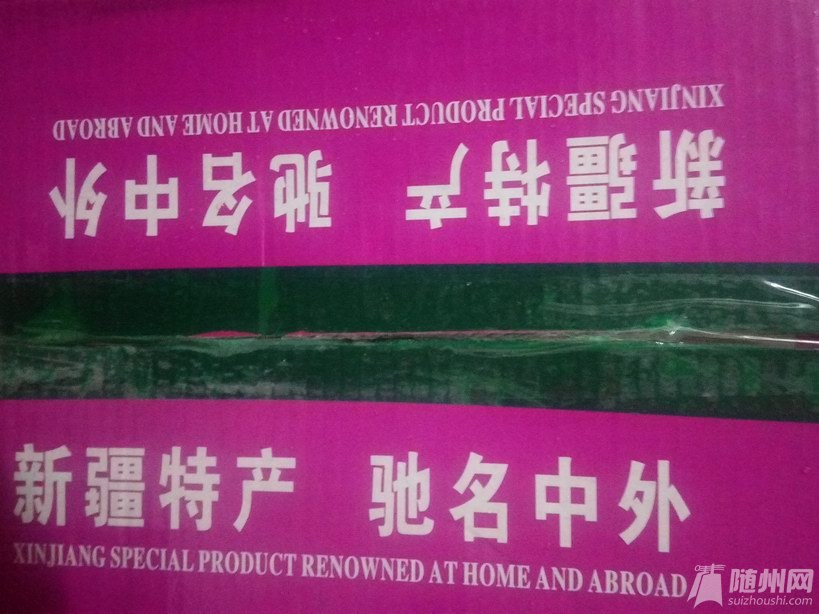 XINJIANG SPECIAL PRODUCT RENOWNED AT HOME AND ABROAD
新疆特产 驰名中外
新疆特产 驰名中外
XINJIANG SPECIAL PRODUCT RENOWNED AT HOME AND ABROAD
随州网
suizhoushi.com